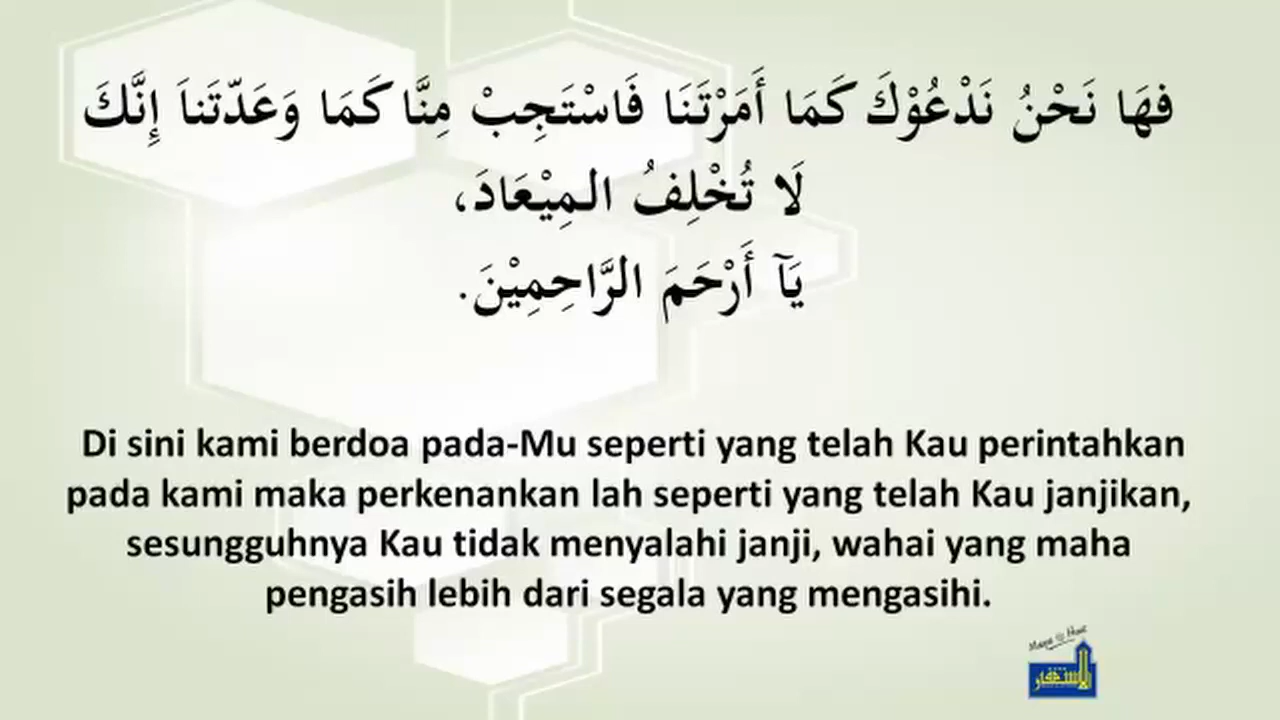 فهَا نَحْنُ نَدْعُوْكَ كَمَا أَمَرْتَنَا فَاسْتَجِبْ مِنَّا كَمَا وَعَدّتَناَ إِنَّكَ
لَا تُخْلِفُ المِيْعَادَ،
يَآ أَرْحَمَ الرَّاحِمِيْنَ.
Di sini kami berdoa pada-Mu seperti yang telah Kau perintahkan
pada kami maka perkenankan lah seperti yang telah Kau janjikan,
sesungguhnya Kau tidak menyalahi janji, wahai yang maha
pengasih lebih dari segala yang mengasihi.